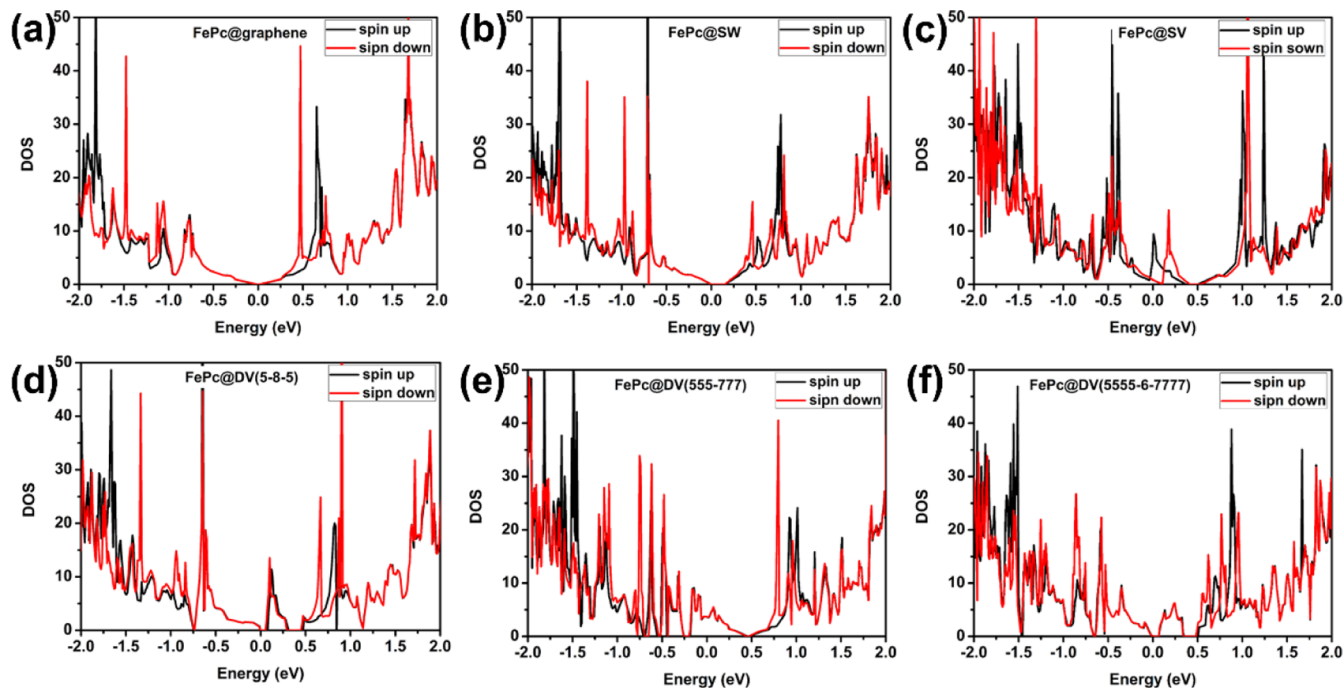 (a)
FePc@graphene
spin up
sipn down
DOS
50
40
30
20
10
0
-2.0 -1.5 -1.0 -0.5 0.0 0.5 1.0 1.5 2.0
Energy (eV)
(b)
FePc@SW
spin up
spin down
DOS
50
40
30
20
10
0
-2.0 -1.5 -1.0 -0.5 0.0 0.5 1.0 1.5 2.0
Energy (eV)
(c)
FePc@SV
spin up
spin sown
DOS
50
40
30
20
10
0
-2.0 -1.5 -1.0 -0.5 0.0 0.5 1.0 1.5 2.0
Energy (eV)
(d)
FePc@DV(5-8-5)
spin up
sipn down
DOS
50
40
30
20
10
0
-2.0 -1.5 -1.0 -0.5 0.0 0.5 1.0 1.5 2.0
Energy (eV)
(e)
FePc@DV(555-777)
spin up
spin down
DOS
50
40
30
20
10
0
-2.0 -1.5 -1.0 -0.5 0.0 0.5 1.0 1.5 2.0
Energy (eV)
(f)
FePc@DV(5555-6-7777)
spin up
sipn down
DOS
50
40
30
20
10
0
-2.0 -1.5 -1.0 -0.5 0.0 0.5 1.0 1.5 2.0
Energy (eV)